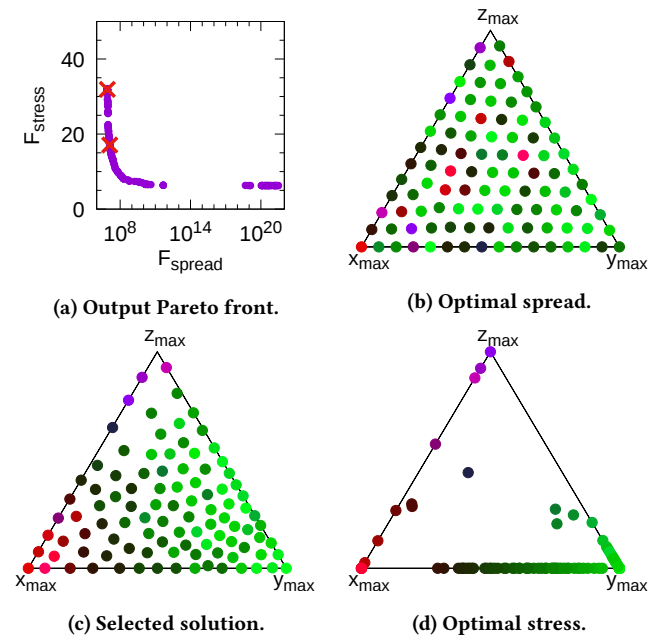 40
20
0
F_stress
10^8 10^14 10^20
F_spread
(a) Output Pareto front.
z_max
x_max y_max
(b) Optimal spread.
z_max
x_max y_max
(c) Selected solution.
z_max
x_max y_max
(d) Optimal stress.